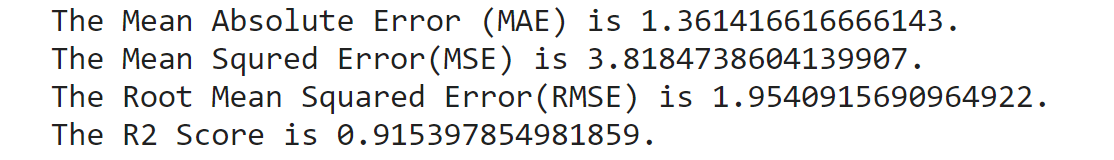 The Mean Absolute Error (MAE) is 1.361416616666143.
The Mean Squred Error(MSE) is 3.8184738604139907.
The Root Mean Squared Error(RMSE) is 1.9540915690964922.
The R2 Score is 0.915397854981859.